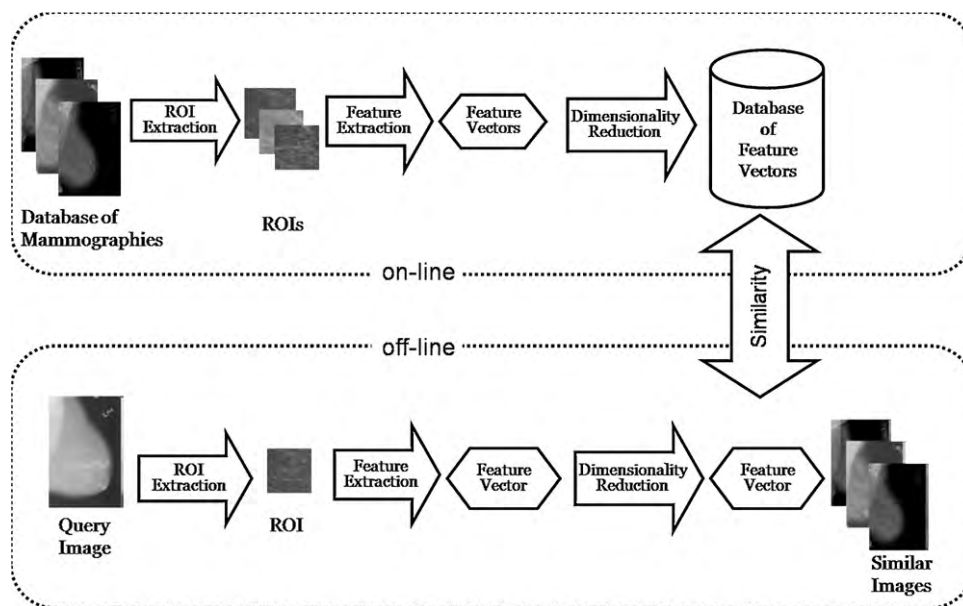 Database of
Mammographies
ROI
Extraction
ROIs
Feature
Extraction
Feature
Vectors
Dimensionality
Reduction
Database
of
Feature
Vectors
on-line
Similarity
off-line
Query
Image
ROI
Extraction
ROI
Feature
Extraction
Feature
Vector
Dimensionality
Reduction
Feature
Vector
Similar
Images